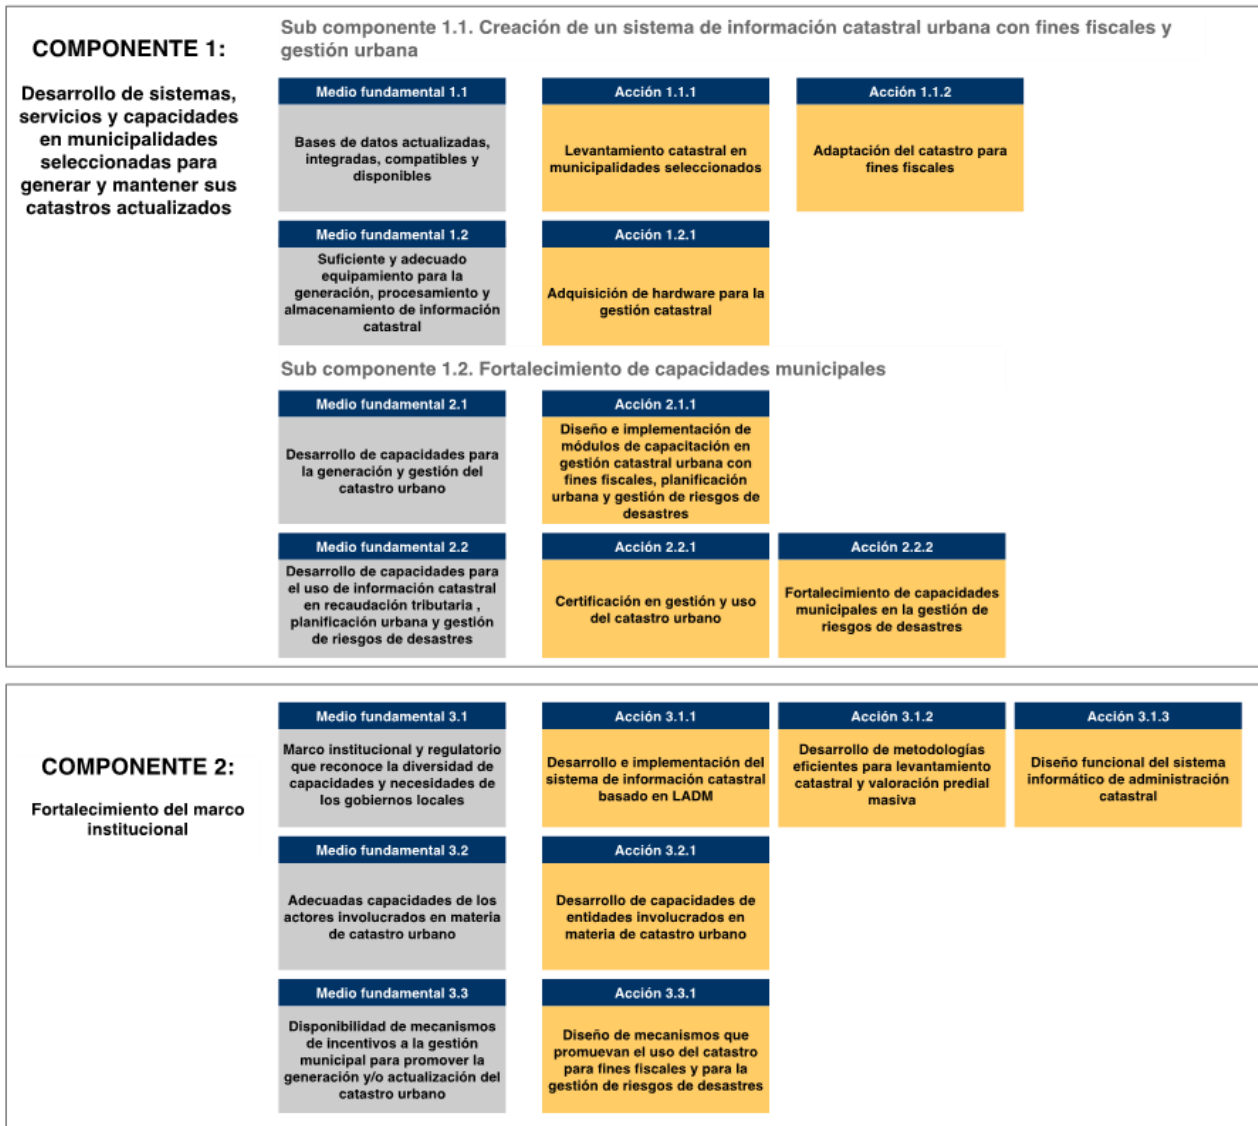 COMPONENTE 1:
Desarrollo de sistemas,
servicios y capacidades
en municipalidades
seleccionadas para
generar y mantener sus
catastros actualizados
Sub componente 1.1. Creación de un sistema de información catastral urbana con fines fiscales y
gestión urbana
Medio fundamental 1.1
Bases de datos actualizadas,
integradas, compatibles y
disponibles
Acción 1.1.1
Levantamiento catastral en
municipalidades seleccionados
Acción 1.1.2
Adaptación del catastro para
fines fiscales
Medio fundamental 1.2
Suficiente y adecuado
equipamiento para la
generación, procesamiento y
almacenamiento de información
catastral
Acción 1.2.1
Adquisición de hardware para la
gestión catastral
Sub componente 1.2. Fortalecimiento de capacidades municipales
Medio fundamental 2.1
Desarrollo de capacidades para
la generación y gestión del
catastro urbano
Acción 2.1.1
Diseño e implementación de
módulos de capacitación en
gestión catastral urbana con
fines fiscales, planificación
urbana y gestión de riesgos de
desastres
Medio fundamental 2.2
Desarrollo de capacidades para
el uso de información catastral
en recaudación tributaria ,
planificación urbana y gestión
de riesgos de desastres
Acción 2.2.1
Certificación en gestión y uso
del catastro urbano
Acción 2.2.2
Fortalecimiento de capacidades
municipales en la gestión de
riesgos de desastres
COMPONENTE 2:
Fortalecimiento del marco
institucional
Medio fundamental 3.1
Marco institucional y regulatorio
que reconoce la diversidad de
capacidades y necesidades de
los gobiernos locales
Acción 3.1.1
Desarrollo e implementación del
sistema de información catastral
basado en LADM
Acción 3.1.2
Desarrollo de metodologías
eficientes para levantamiento
catastral y valoración predial
masiva
Acción 3.1.3
Diseño funcional del sistema
informático de administración
catastral
Medio fundamental 3.2
Adecuadas capacidades de los
actores involucrados en materia
de catastro urbano
Acción 3.2.1
Desarrollo de capacidades de
entidades involucrados en
materia de catastro urbano
Medio fundamental 3.3
Disponibilidad de mecanismos
de incentivos a la gestión
municipal para promover la
generación y/o actualización del
catastro urbano
Acción 3.3.1
Diseño de mecanismos que
promuevan el uso del catastro
para fines fiscales y para la
gestión de riesgos de desastres